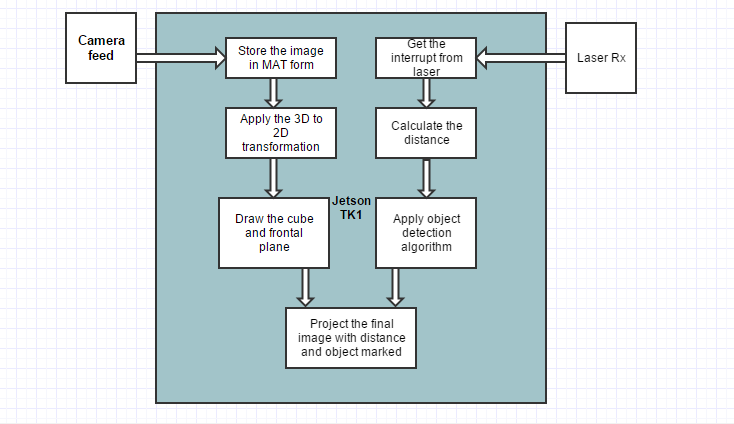 Camera
feed
Store the image
in MAT form
Get the
interrupt from
laser
Laser Rx
Apply the 3D to
2D
transformation
Calculate the
distance
Jetson
TK1
Draw the cube
and frontal
plane
Apply object
detection
algorithm
Project the final
image with distance
and object marked